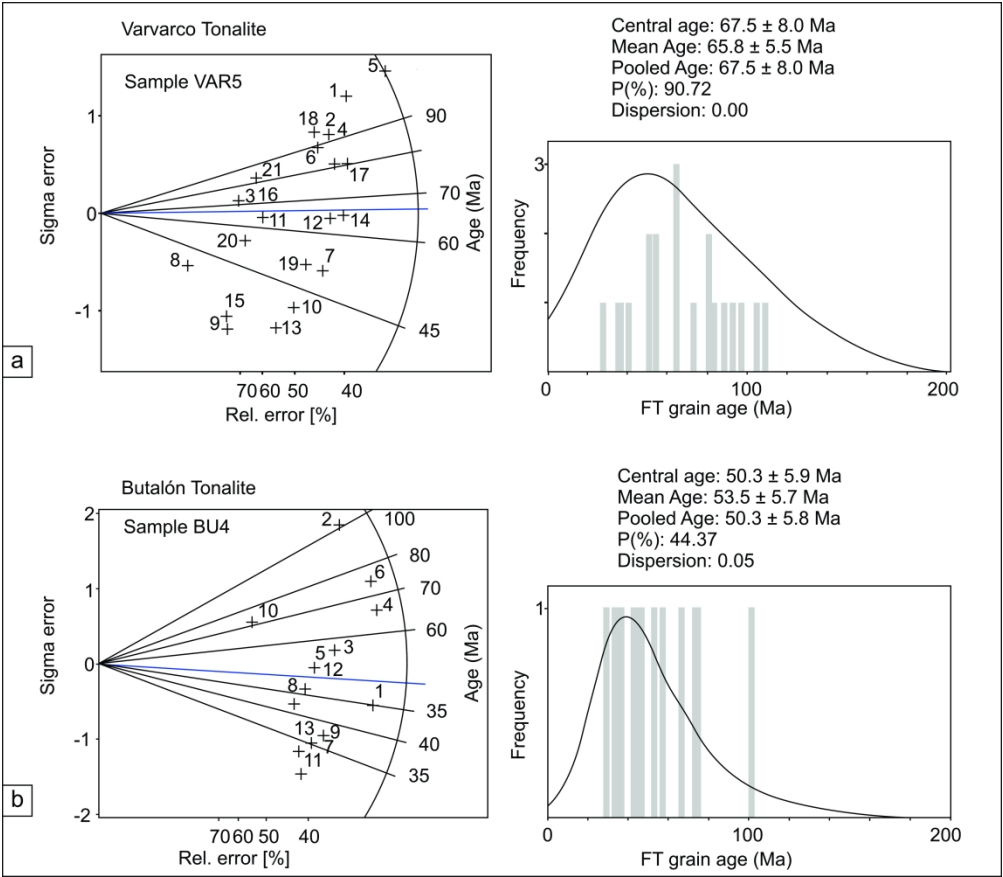 Varvarco Tonalite
Sample VAR5
Central age: 67.5 ± 8.0 Ma
Mean Age: 65.8 ± 5.5 Ma
Pooled Age: 67.5 ± 8.0 Ma
P(%): 90.72
Dispersion: 0.00
Sigma error
1
0
-1
5
1
18 2 4
6
17
21
3 16
11
12 14
20
8
19 7
15
10
9
13
90
70
60
45
Age (Ma)
70 60 50 40
Rel. error [%]
3
Frequency
0 100 200
FT grain age (Ma)
a
Butalón Tonalite
Sample BU4
Central age: 50.3 ± 5.9 Ma
Mean Age: 53.5 ± 5.7 Ma
Pooled Age: 50.3 ± 5.8 Ma
P(%): 44.37
Dispersion: 0.05
Sigma error
2
1
0
-1
-2
2
6
10
4
5 3
12
8
1
13 9
7
11
100
80
70
60
35
40
35
Age (Ma)
70 60 50 40
Rel. error [%]
1
Frequency
0 100 200
FT grain age (Ma)
b